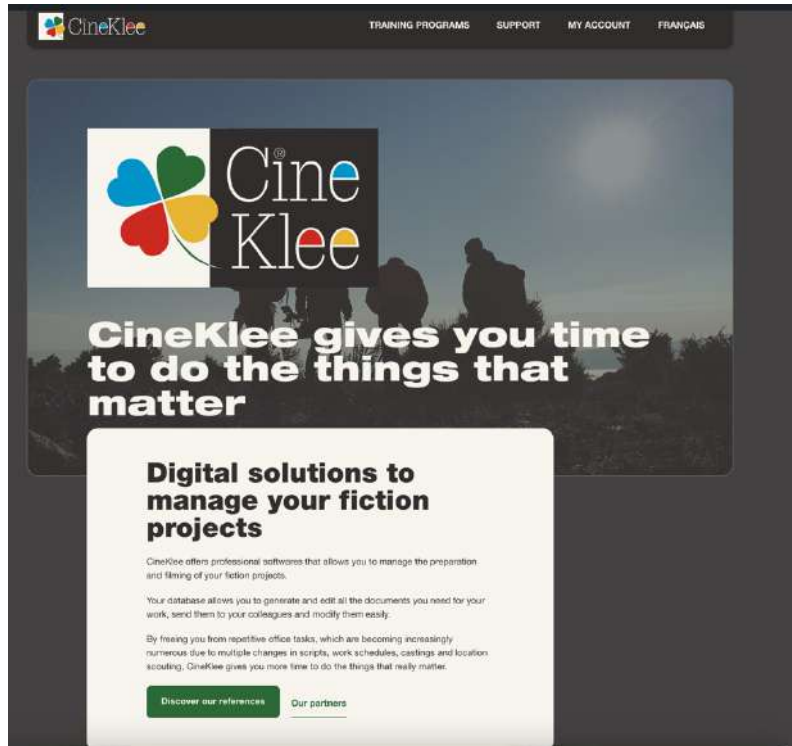 CineKlee
TRAINING PROGRAMS SUPPORT MY ACCOUNT FRANÇAIS
Cine®
Klee
CineKlee gives you time
to do the things that
matter
Digital solutions to
manage your fiction
projects
CineKlee offers professional softwares that allows you to manage the preparation
and filming of your fiction projects.
Your database allows you to generate and edit all the documents you need for your
work, send them to your colleagues and modify them easily.
By freeing you from repetitive office tasks, which are becoming increasingly
numerous due to multiple changes in scripts, work schedules, castings and location
scouting, CineKlee gives you more time to do the things that really matter.
Discover our references Our partners